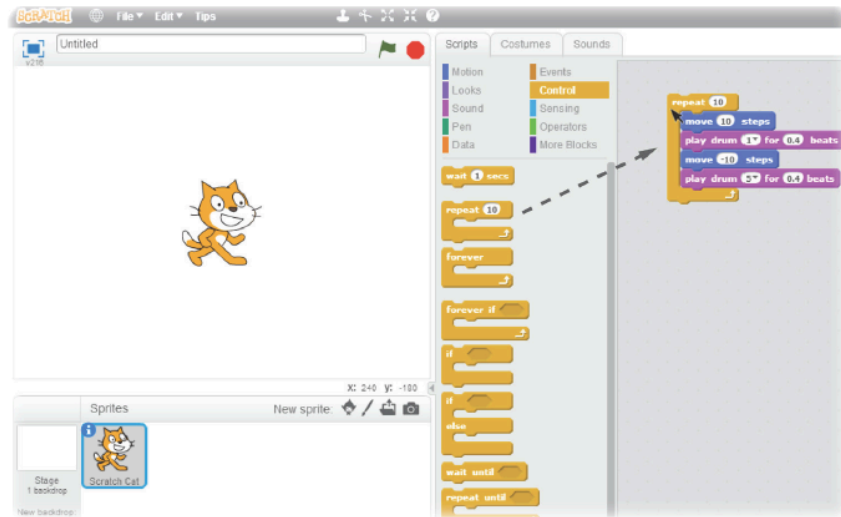 SCRATCH File Edit Tips
v216
Untitled
X: 240 y: -180
Sprites
New sprite:
Stage
1 backdrop
New backdrop:
Scratch Cat
Scripts Costumes Sounds
Motion Events
Looks Control
Sound Sensing
Pen Operators
Data More Blocks
wait 1 secs
repeat 10
forever
forever if
if
if
else
wait until
repeat until
repeat 10
move 10 steps
play drum 1 for 0.4 beats
move -10 steps
play drum 5 for 0.4 beats